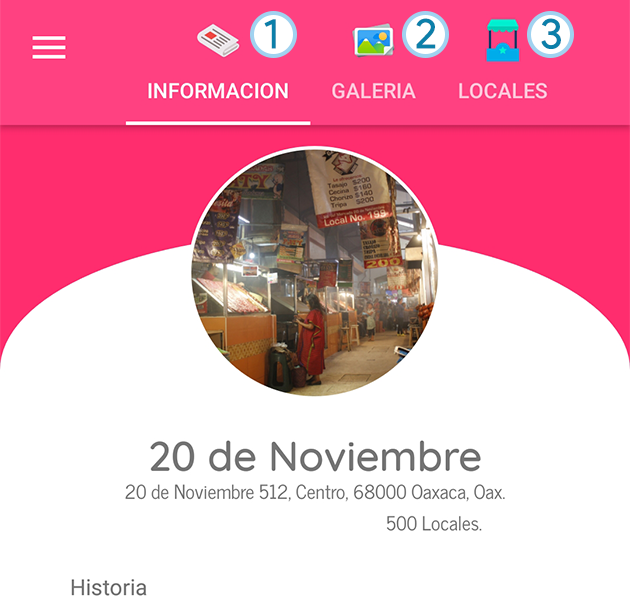 1
2
3
INFORMACION
GALERIA
LOCALES
Tasajo $200
Cecina $160
Chorizo $140
Tripa $200
Local No. 199
200
20 de Noviembre
20 de Noviembre 512, Centro, 68000 Oaxaca, Oax.
500 Locales.
Historia